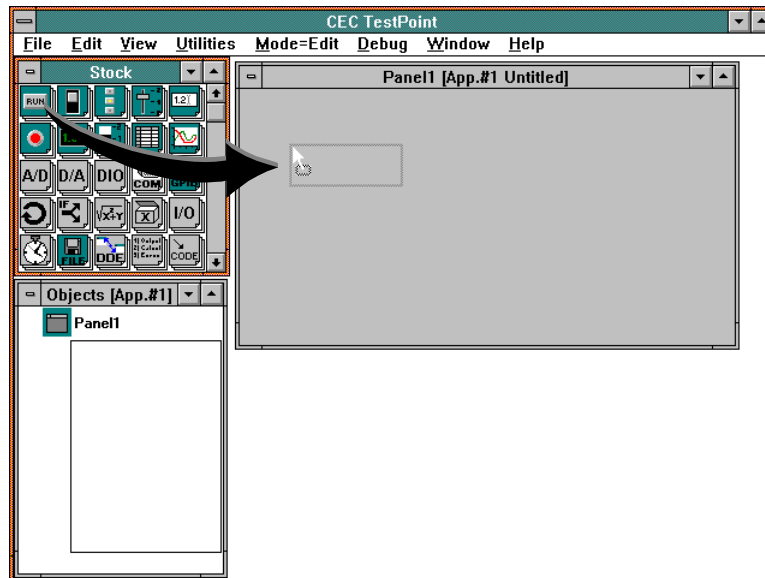 CEC TestPoint
File Edit View Utilities Mode=Edit Debug Window Help
Stock
Panel1 [App.#1 Untitled]
RUN
1.2
A/D D/A DIO COM GPIB
IF √X²+Y X I/O
FILE DDE CODE
Objects [App.#1]
Panel1